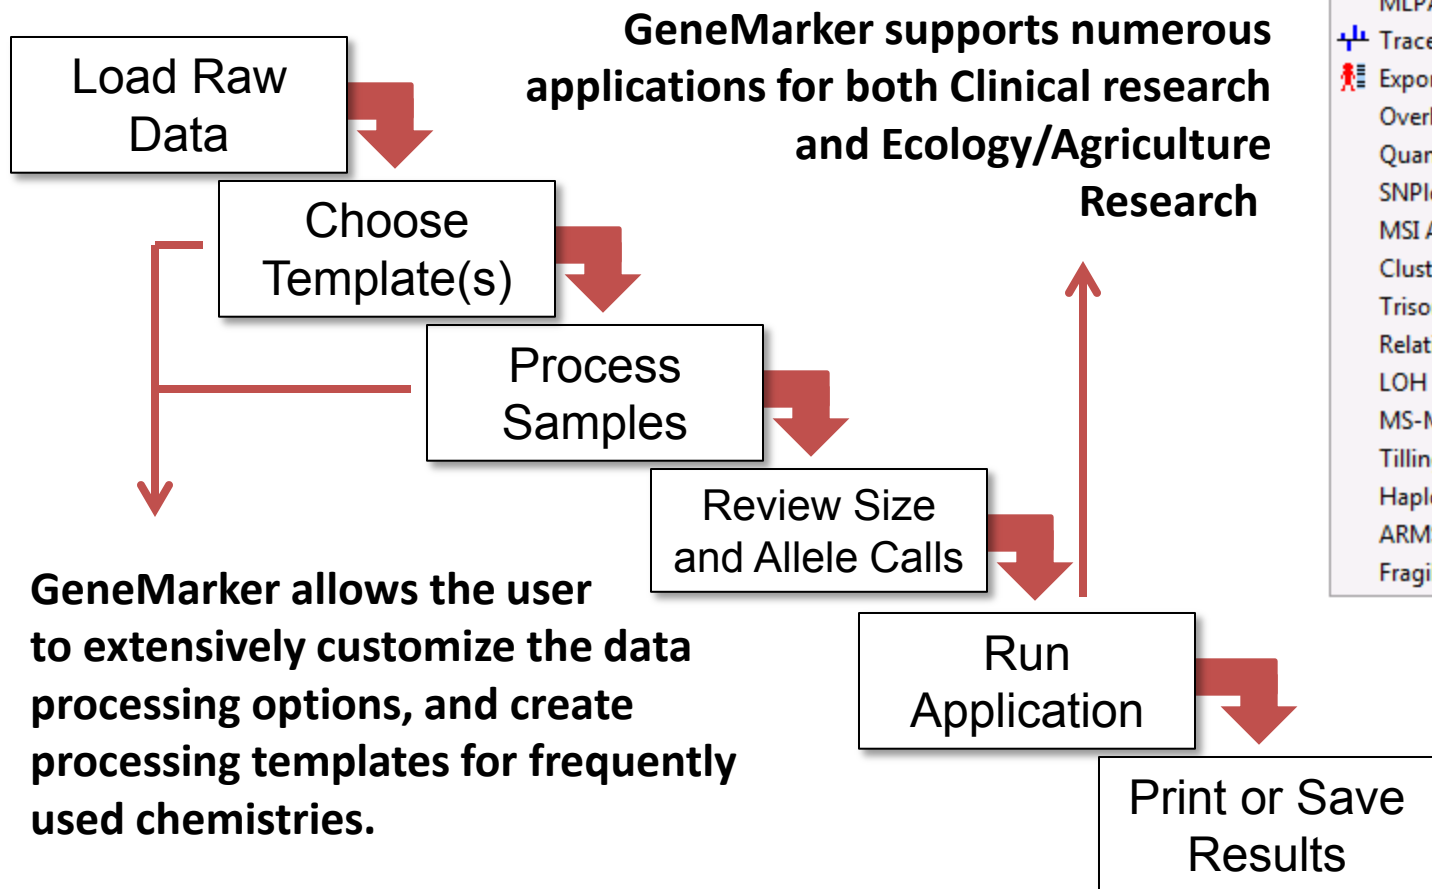 Load Raw
Data
GeneMarker supports numerous
applications for both Clinical research
and Ecology/Agriculture
Research
Choose
Template(s)
Process
Samples
Review Size
and Allele Calls
GeneMarker allows the user
to extensively customize the data
processing options, and create
processing templates for frequently
used chemistries.
Run
Application
Print or Save
Results
Trace
MSI
LOH